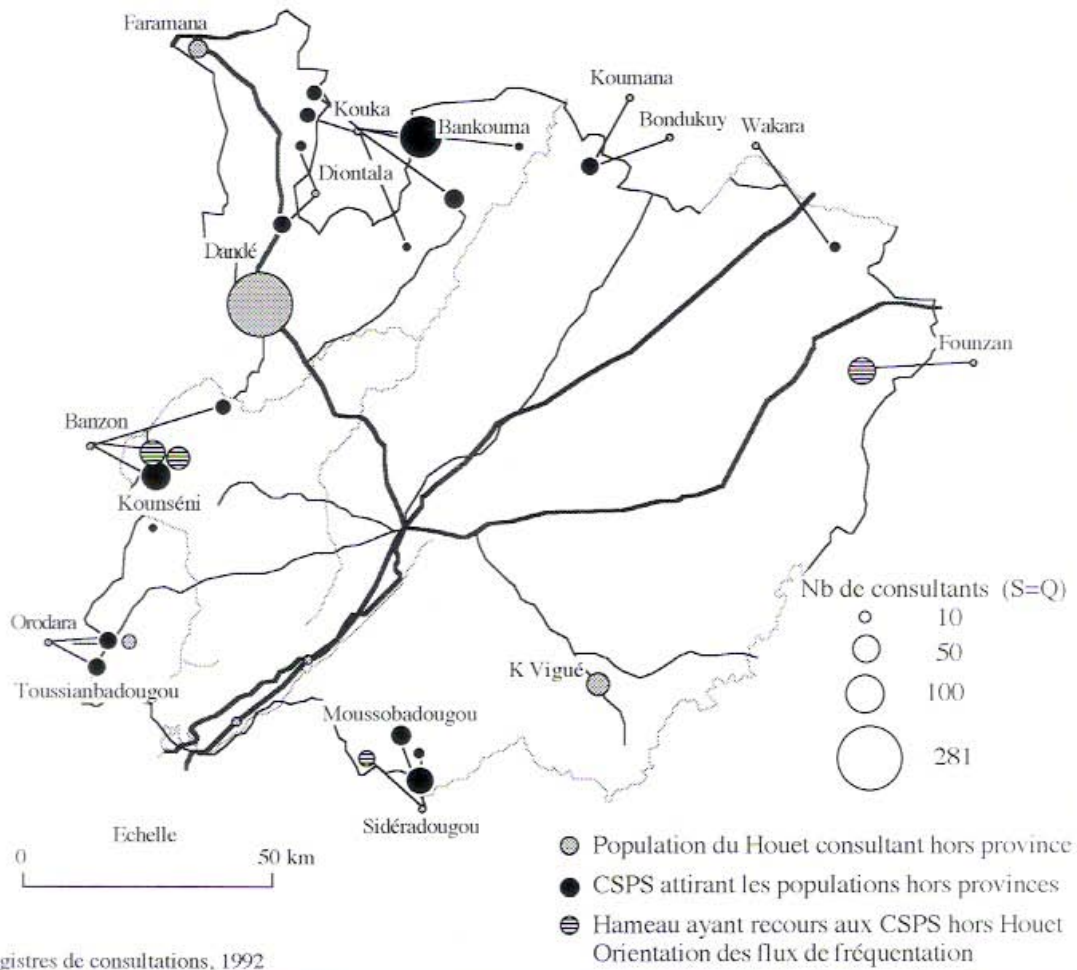 Faramana
Koumana
Kouka
Bondukuy
Wakara
Bankouma
Diontala
Dandé
Founzan
Banzon
Kounséni
Nb de consultants (S=Q)
10
Orodara
50
K Vigué
Toussianbadougou
100
Moussobadougou
281
Sidéradougou
Echelle
0 50 km
Population du Houet consultant hors province
CSPS attirant les populations hors provinces
Hameau ayant recours aux CSPS hors Houet
Orientation des flux de fréquentation
gistres de consultations, 1992